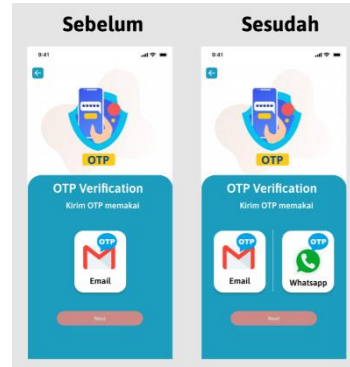 Sebelum
Sesudah
9:41
9:41
OTP
OTP
OTP Verification
Kirim OTP memakai
OTP Verification
Kirim OTP memakai
OTP
Email
OTP
Email
OTP
Whatsapp
Next
Next